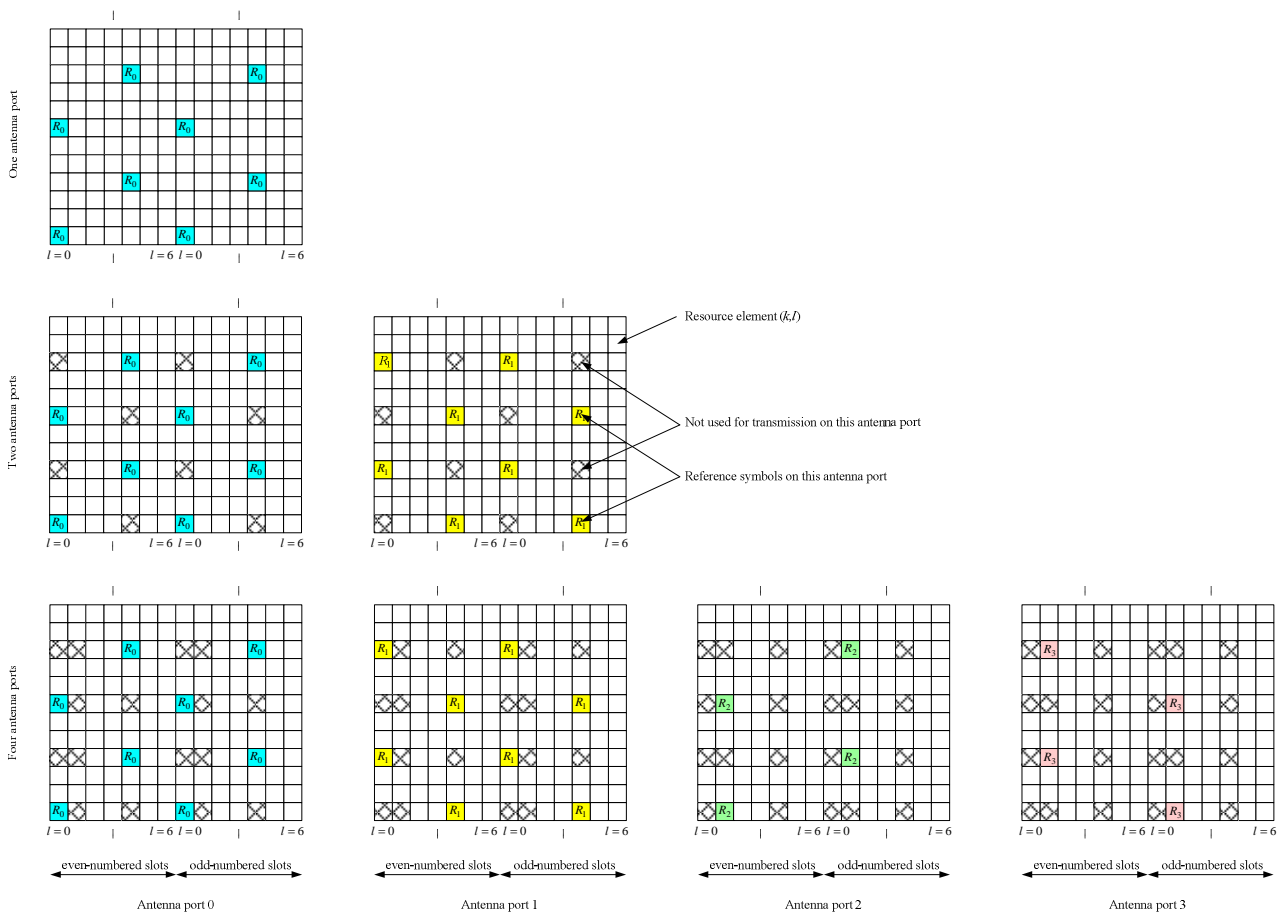 One antenna port
R0 R0
R0 R0
R0 R0
R0 R0
l = 0 l = 6 l = 0 l = 6
Two antenna ports
R0 R0 R1 R1
R0 R0 R1 R1
R0 R0 R1 R1
R0 R0 R1 R1
l = 0 l = 6 l = 0 l = 6 l = 0 l = 6 l = 0 l = 6
Resource element (k,l)
Not used for transmission on this antenna port
Reference symbols on this antenna port
Four antenna ports
R0 R0 R1 R1 R2 R3
R0 R0 R1 R1 R2 R3
R0 R0 R1 R1 R2 R3
R0 R0 R1 R1 R2 R3
l = 0 l = 6 l = 0 l = 6 l = 0 l = 6 l = 0 l = 6 l = 0 l = 6 l = 0 l = 6 l = 0 l = 6 l = 0 l = 6
even-numbered slots odd-numbered slots even-numbered slots odd-numbered slots even-numbered slots odd-numbered slots even-numbered slots odd-numbered slots
Antenna port 0 Antenna port 1 Antenna port 2 Antenna port 3